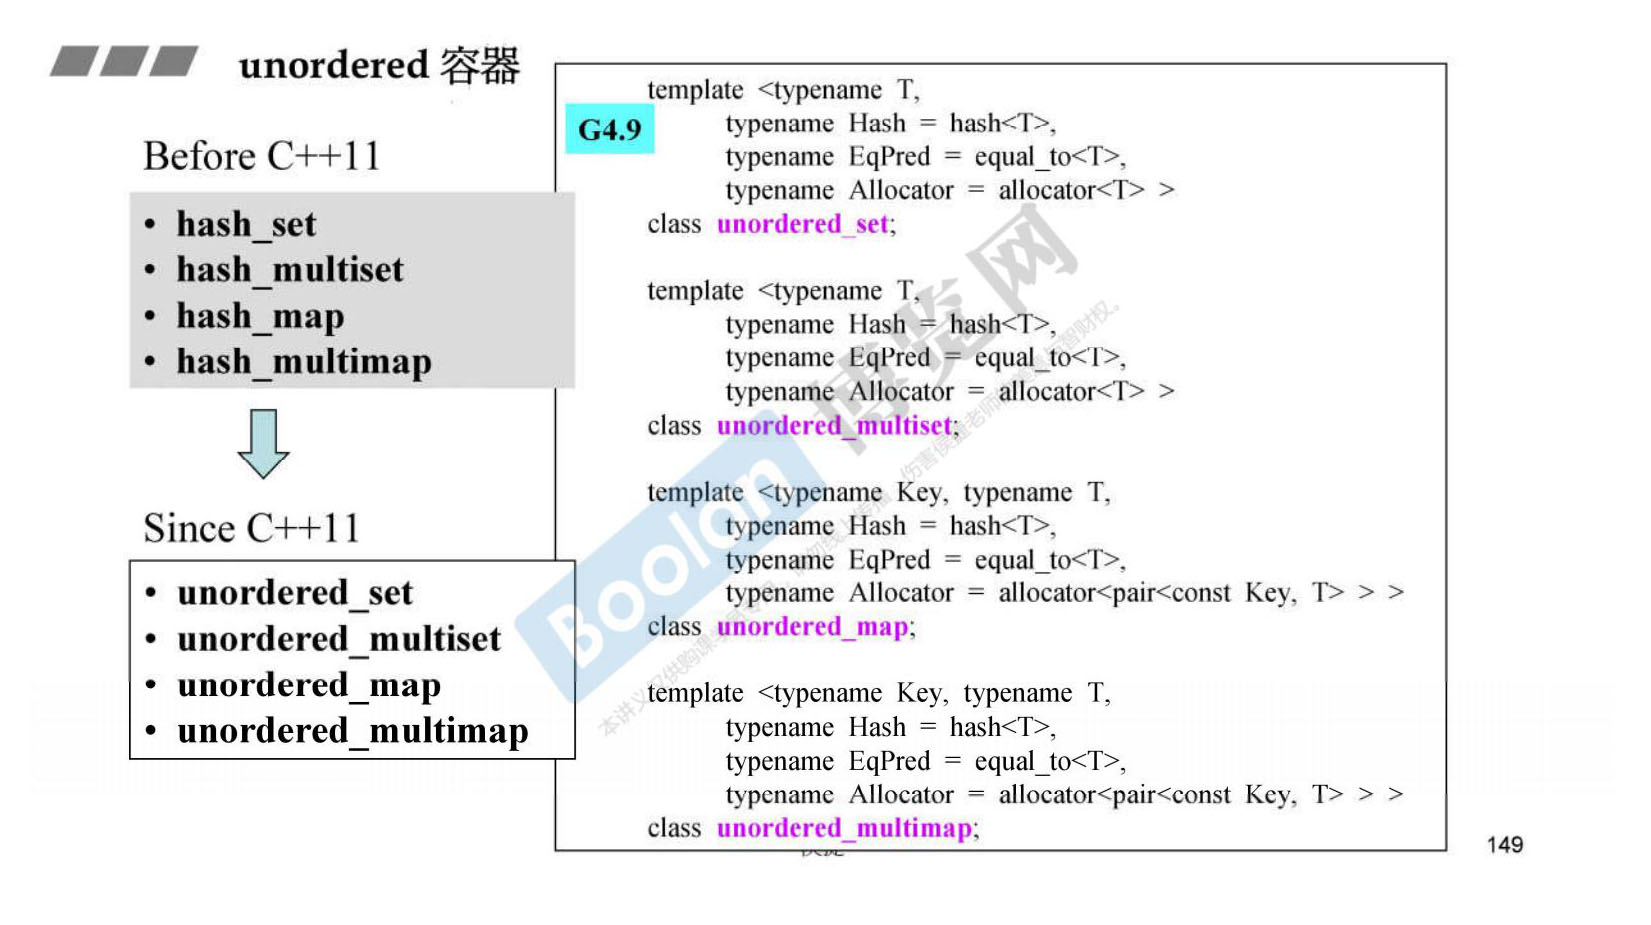 unordered 容器
Before C++11
• hash_set
• hash_multiset
• hash_map
• hash_multimap
Since C++11
• unordered_set
• unordered_multiset
• unordered_map
• unordered_multimap
G4.9
template <typename T,
typename Hash = hash<T>,
typename EqPred = equal_to<T>,
typename Allocator = allocator<T> >
class unordered_set;
template <typename T,
typename Hash = hash<T>,
typename EqPred = equal_to<T>,
typename Allocator = allocator<T> >
class unordered_multiset;
template <typename Key, typename T,
typename Hash = hash<T>,
typename EqPred = equal_to<T>,
typename Allocator = allocator<pair<const Key, T> > >
class unordered_map;
template <typename Key, typename T,
typename Hash = hash<T>,
typename EqPred = equal_to<T>,
typename Allocator = allocator<pair<const Key, T> > >
class unordered_multimap;
Boolan 博览网
149